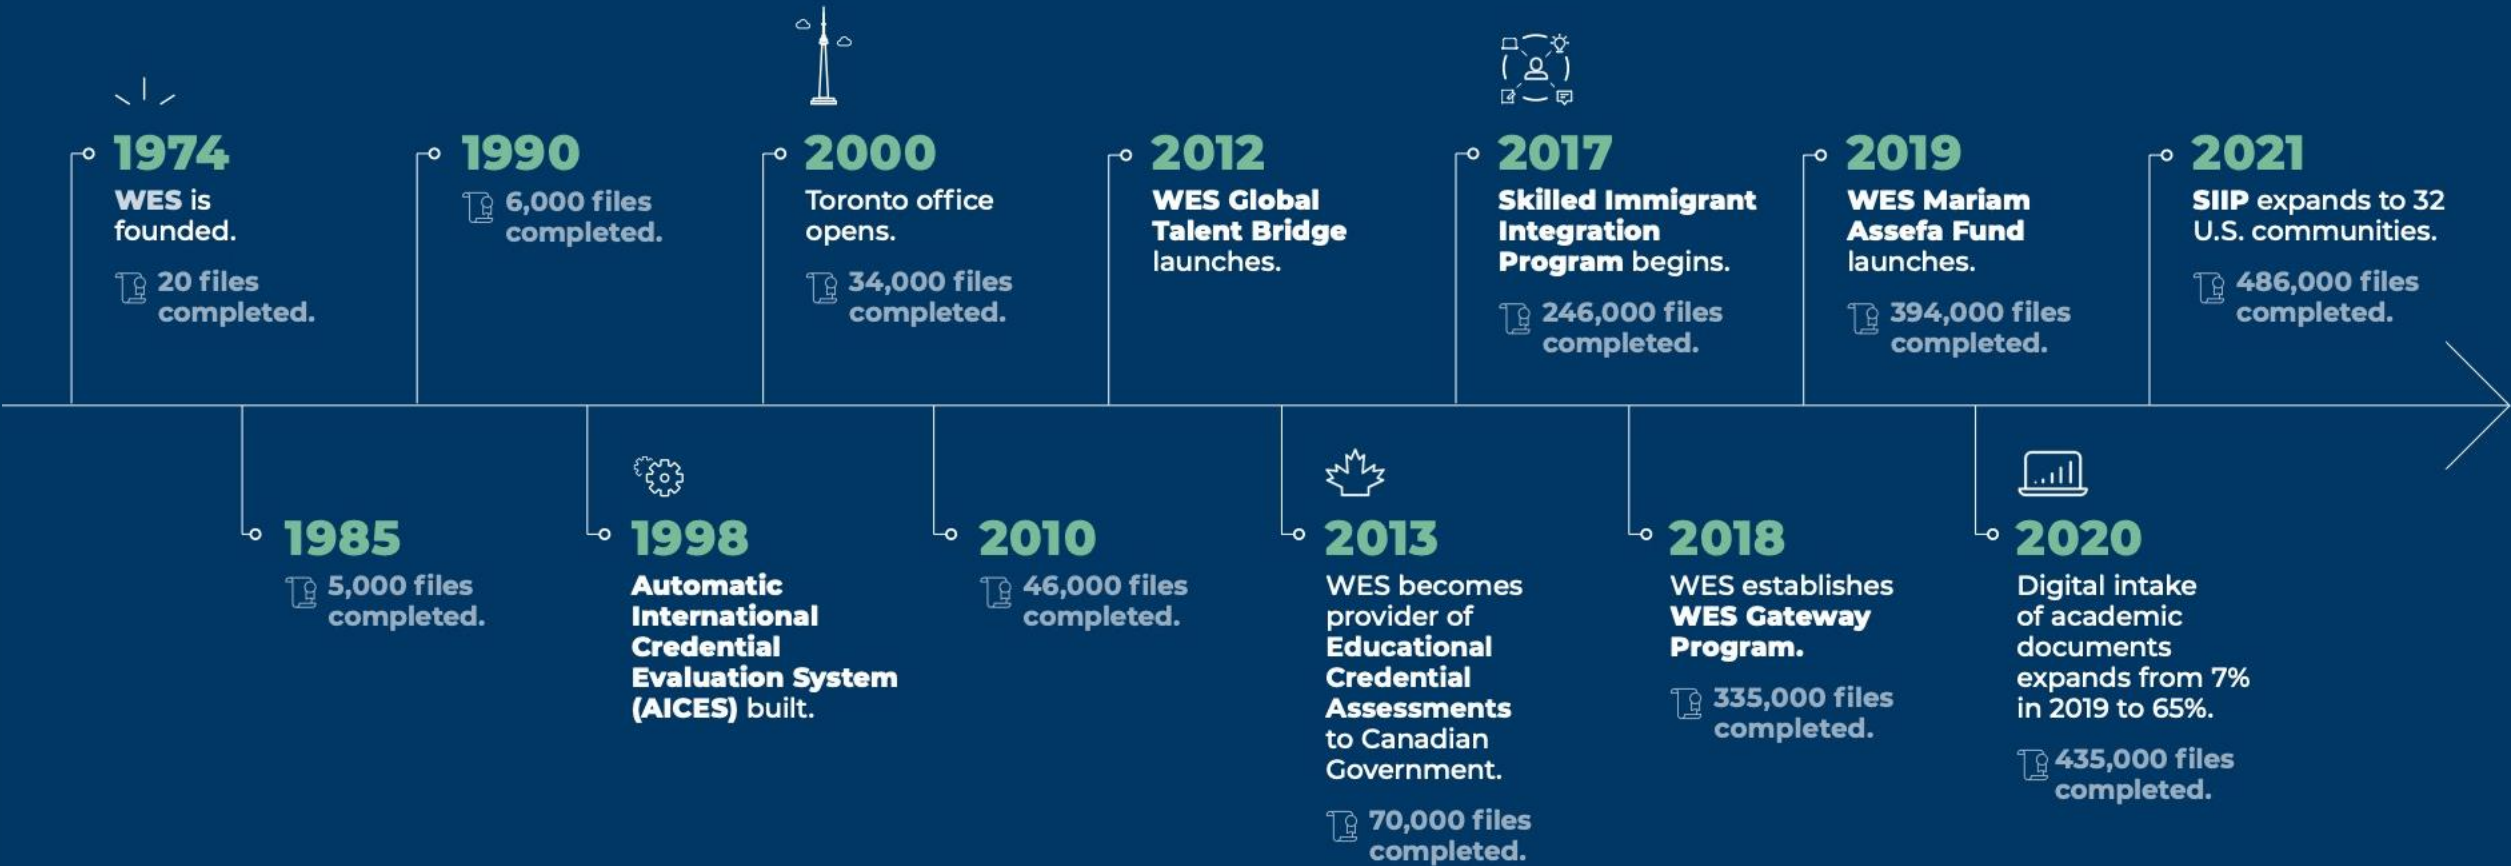 1974
WES is
founded.
20 files
completed.
1985
5,000 files
completed.
1990
6,000 files
completed.
1998
Automatic
International
Credential
Evaluation System
(AICES) built.
2000
Toronto office
opens.
34,000 files
completed.
2010
46,000 files
completed.
2012
WES Global
Talent Bridge
launches.
2013
WES becomes
provider of
Educational
Credential
Assessments
to Canadian
Government.
70,000 files
completed.
2017
Skilled Immigrant
Integration
Program begins.
246,000 files
completed.
2018
WES establishes
WES Gateway
Program.
335,000 files
completed.
2019
WES Mariam
Assefa Fund
launches.
394,000 files
completed.
2020
Digital intake
of academic
documents
expands from 7%
in 2019 to 65%.
435,000 files
completed.
2021
SIIP expands to 32
U.S. communities.
486,000 files
completed.